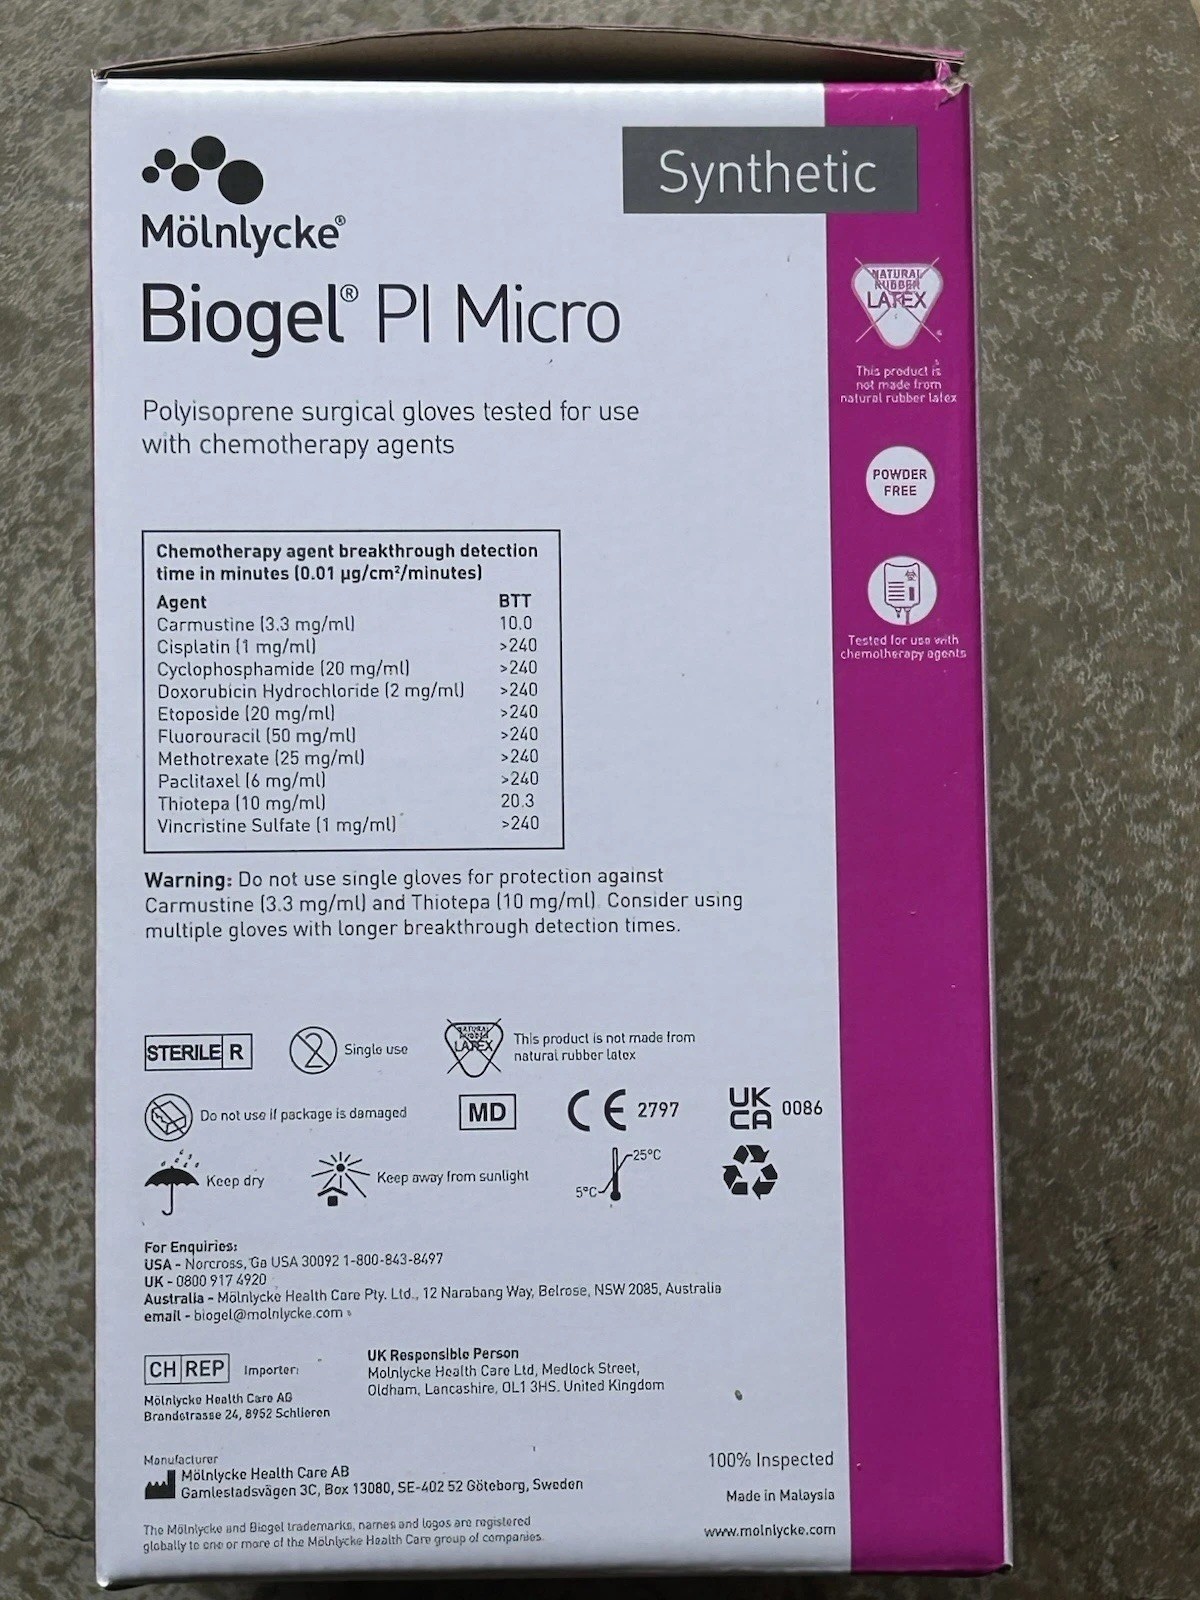 Synthetic
Mölnlycke®
Biogel® PI Micro
NATURAL
RUBBER
LATEX
This product is
not made from
natural rubber latex
Polyisoprene surgical gloves tested for use
with chemotherapy agents
POWDER
FREE
Tested for use with
chemotherapy agents
Chemotherapy agent breakthrough detection
time in minutes (0.01 µg/cm²/minutes)
Agent BTT
Carmustine (3.3 mg/ml) 10.0
Cisplatin (1 mg/ml) >240
Cyclophosphamide (20 mg/ml) >240
Doxorubicin Hydrochloride (2 mg/ml) >240
Etoposide (20 mg/ml) >240
Fluorouracil (50 mg/ml) >240
Methotrexate (25 mg/ml) >240
Paclitaxel (6 mg/ml) >240
Thiotepa (10 mg/ml) 20.3
Vincristine Sulfate (1 mg/ml) >240
Warning: Do not use single gloves for protection against
Carmustine (3.3 mg/ml) and Thiotepa (10 mg/ml). Consider using
multiple gloves with longer breakthrough detection times.
STERILE R
2 Single use
NATURAL
RUBBER
LATEX
This product is not made from
natural rubber latex
Do not use if package is damaged
MD
CE 2797
UK
CA 0086
Keep dry
Keep away from sunlight
5°C 25°C
For Enquiries:
USA - Norcross, Ga USA 30092 1-800-843-8497
UK - 0800 917 4920
Australia - Mölnlycke Health Care Pty. Ltd., 12 Narabang Way, Belrose, NSW 2085, Australia
email - biogel@molnlycke.com
CH REP Importer:
Mölnlycke Health Care AG
Brandstrasse 24, 8952 Schlieren
UK Responsible Person
Mölnlycke Health Care Ltd, Medlock Street,
Oldham, Lancashire, OL1 3HS. United Kingdom
Manufacturer
Mölnlycke Health Care AB
Gamlestadsvägen 3C, Box 13080, SE-402 52 Göteborg, Sweden
The Mölnlycke and Biogel trademarks, names and logos are registered
globally to one or more of the Mölnlycke Health Care group of companies.
100% Inspected
Made in Malaysia
www.molnlycke.com